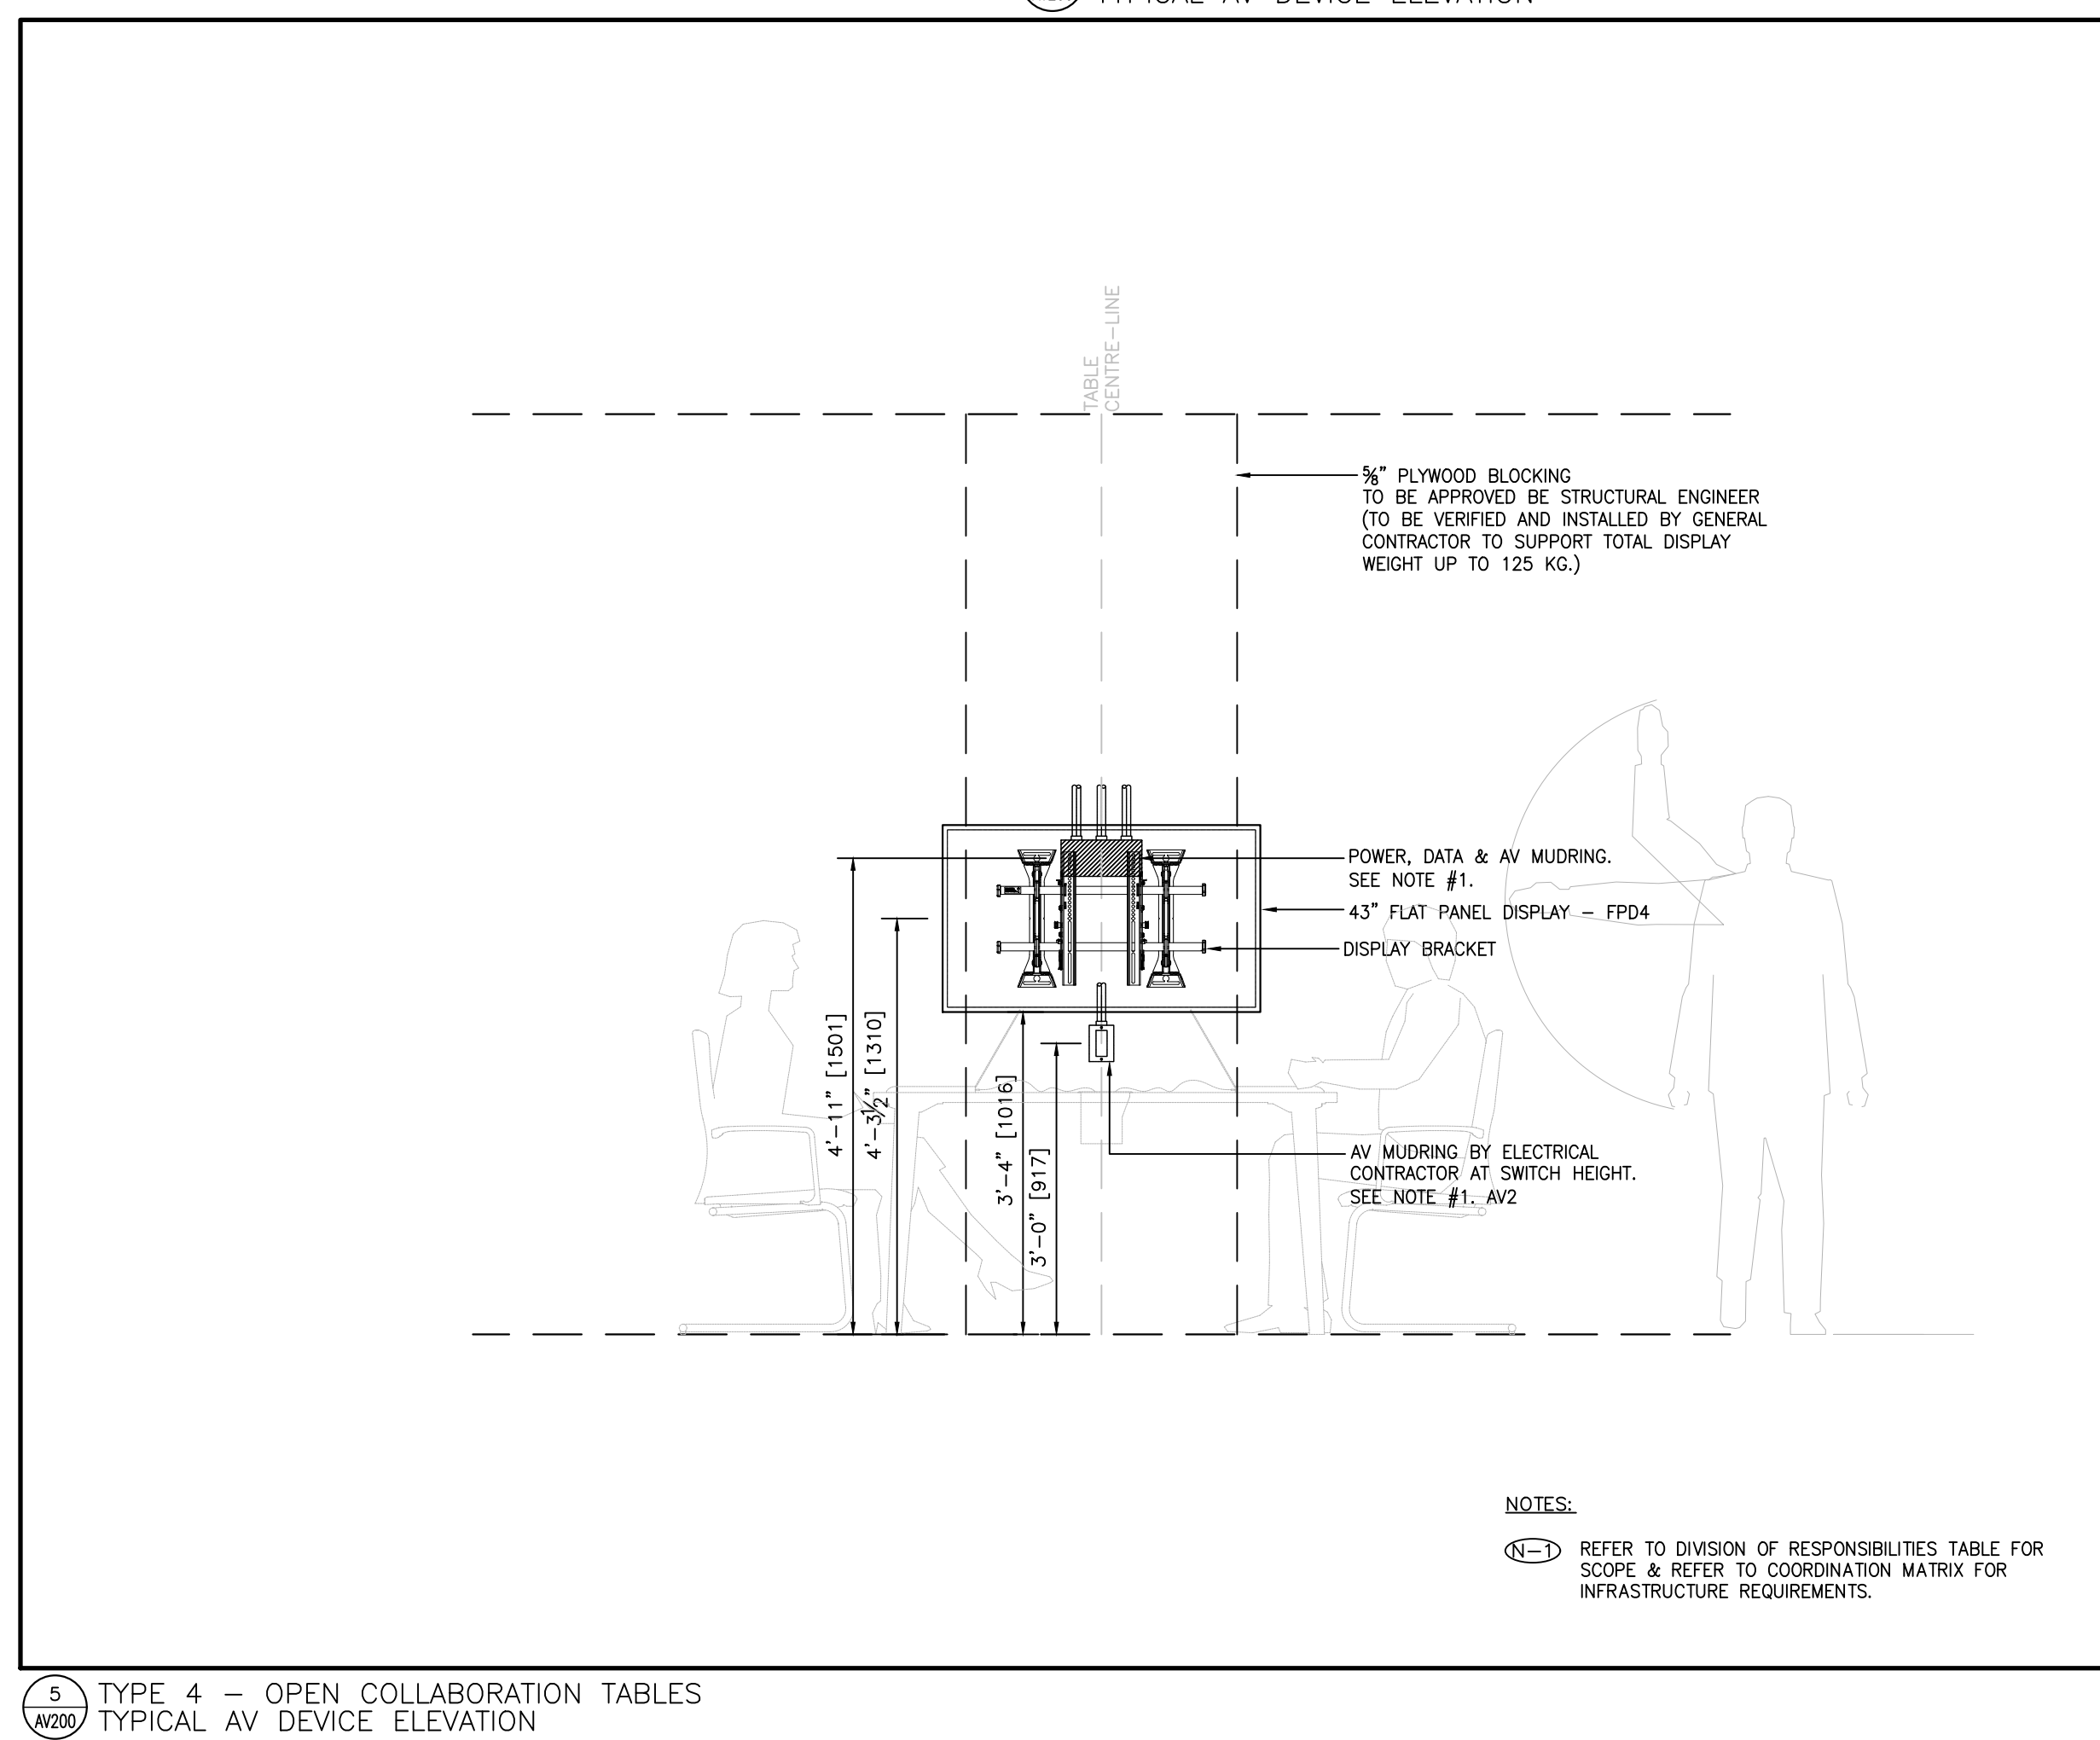 TYPICAL AV DEVICE ELEVATION
TABLE
CENTRE-LINE
⅝" PLYWOOD BLOCKING
TO BE APPROVED BE STRUCTURAL ENGINEER
(TO BE VERIFIED AND INSTALLED BY GENERAL
CONTRACTOR TO SUPPORT TOTAL DISPLAY
WEIGHT UP TO 125 KG.)
POWER, DATA & AV MUDRING.
SEE NOTE #1.
43" FLAT PANEL DISPLAY - FPD4
DISPLAY BRACKET
4'-11" [1501]
4'-3½" [1310]
3'-4" [1016]
3'-0" [917]
AV MUDRING BY ELECTRICAL
CONTRACTOR AT SWITCH HEIGHT.
SEE NOTE #1. AV2
NOTES:
N-1 REFER TO DIVISION OF RESPONSIBILITIES TABLE FOR
SCOPE & REFER TO COORDINATION MATRIX FOR
INFRASTRUCTURE REQUIREMENTS.
5
AV200
TYPE 4 - OPEN COLLABORATION TABLES
TYPICAL AV DEVICE ELEVATION